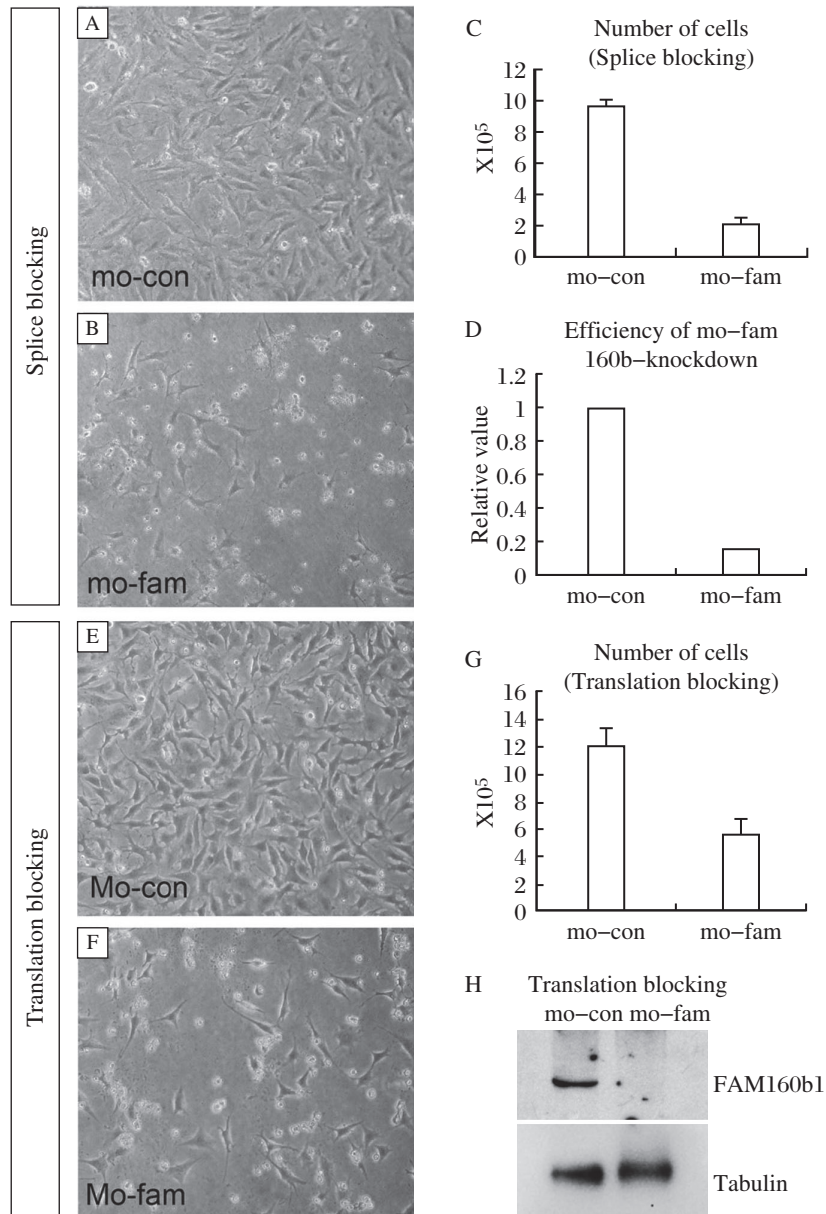 Splice blocking
A
mo-con
B
mo-fam
C
Number of cells
(Splice blocking)
X10⁵
12
10
8
6
4
2
0
mo-con
mo-fam
D
Efficiency of mo-fam
160b-knockdown
Relative value
1.2
1
0.8
0.6
0.4
0.2
0
mo-con
mo-fam
Translation blocking
E
Mo-con
F
Mo-fam
G
Number of cells
(Translation blocking)
X10⁵
16
14
12
10
8
6
4
2
0
mo-con
mo-fam
H
Translation blocking
mo-con mo-fam
FAM160b1
Tabulin